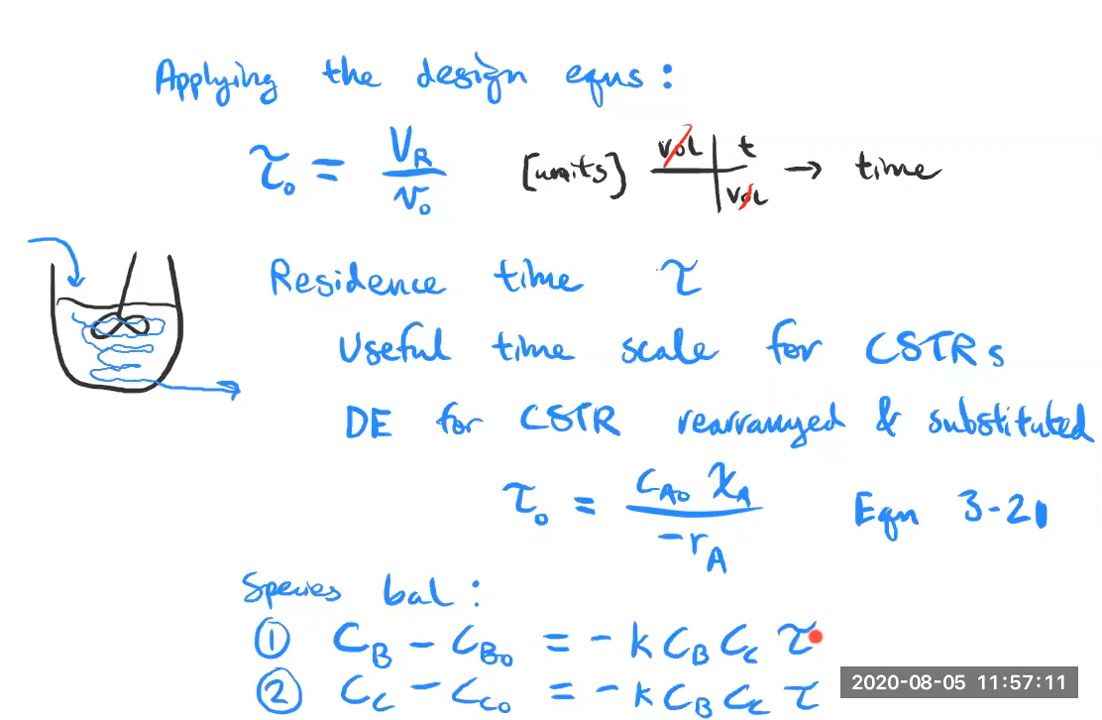 Applying the design eqns :
τ₀ = V_R / v₀ [units] vol | t / vol → time
Residence time τ
Useful time scale for CSTRs
DE for CSTR rearranged & substituted
τ₀ = C_A₀ X_A / -r_A Eqn 3-21
Species bal :
① C_B - C_B₀ = - k C_B C_C τ
② C_C - C_C₀ = - k C_B C_C τ
2020-08-05 11:57:11